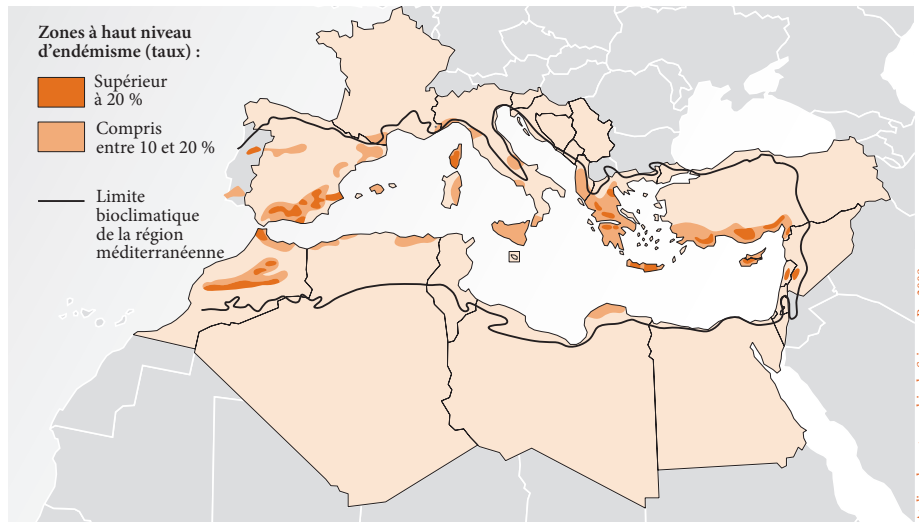 Zones à haut niveau
d’endémisme (taux) :
Supérieur
à 20 %
Compris
entre 10 et 20 %
Limite
bioclimatique
de la région
méditerranéenne